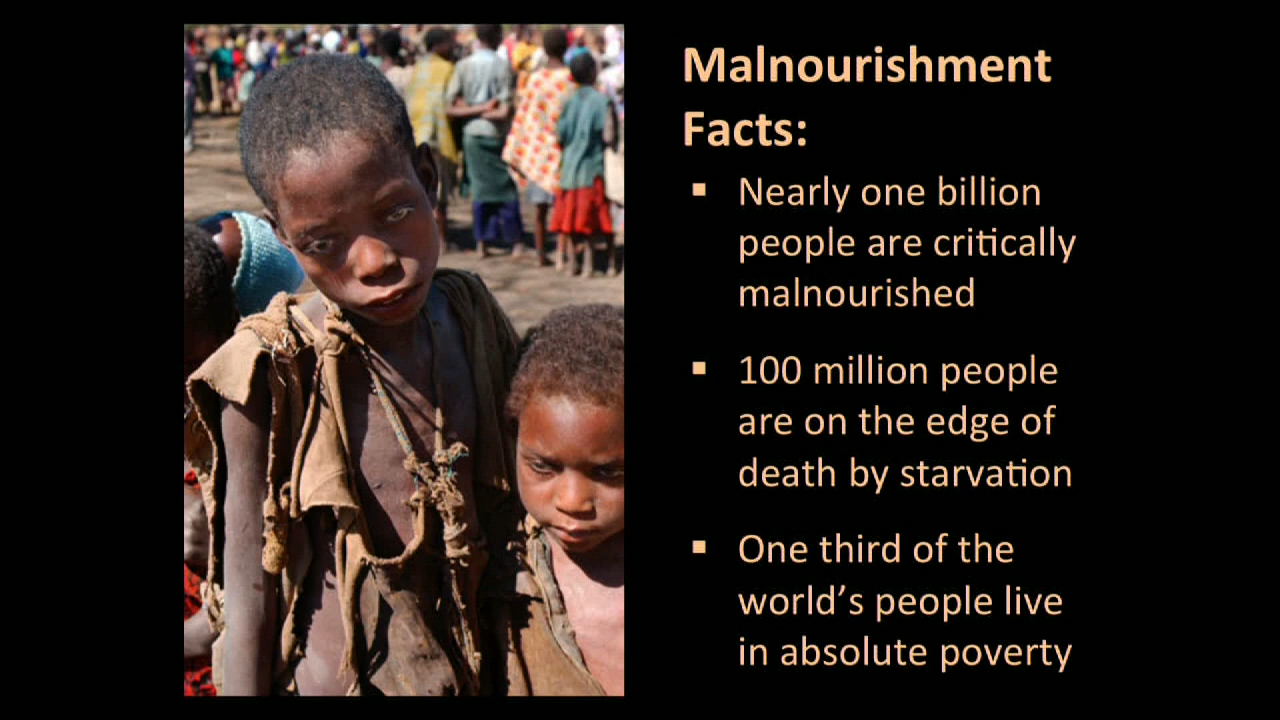 Malnourishment
Facts:
▪ Nearly one billion
people are critically
malnourished
▪ 100 million people
are on the edge of
death by starvation
▪ One third of the
world’s people live
in absolute poverty